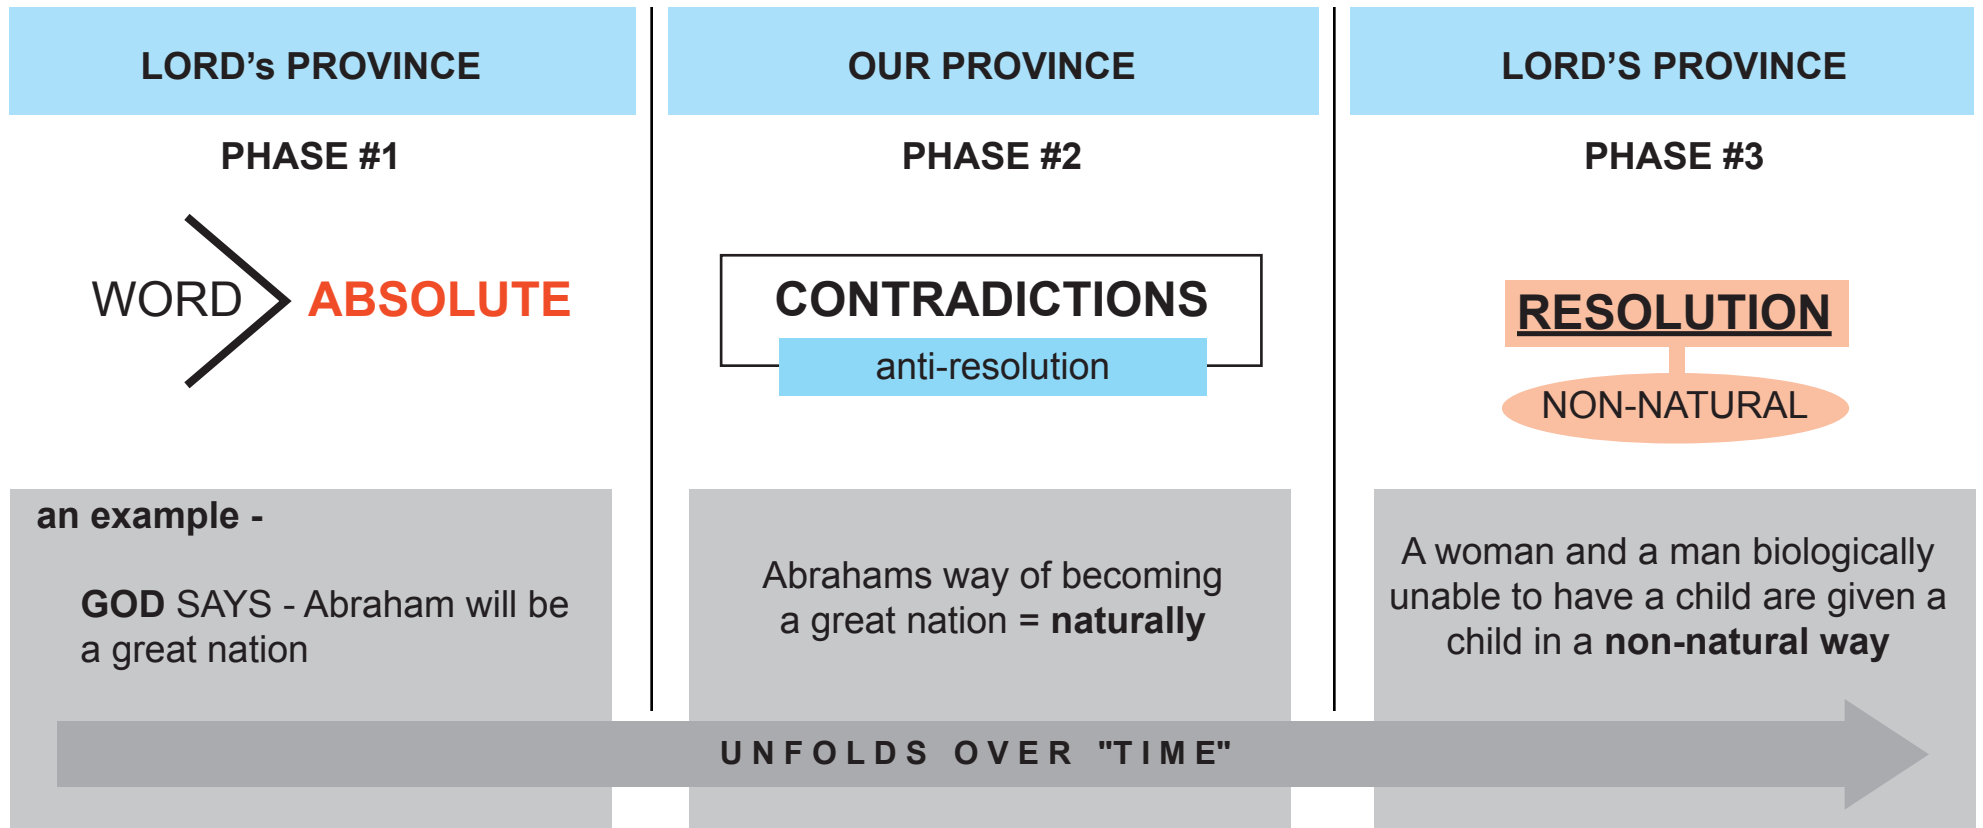 LORD's PROVINCE
PHASE #1
WORD
ABSOLUTE
an example -
GOD SAYS - Abraham will be
a great nation
OUR PROVINCE
PHASE #2
CONTRADICTIONS
anti-resolution
Abrahams way of becoming
a great nation = naturally
LORD'S PROVINCE
PHASE #3
RESOLUTION
NON-NATURAL
A woman and a man biologically
unable to have a child are given a
child in a non-natural way
UNFOLDS OVER "TIME"